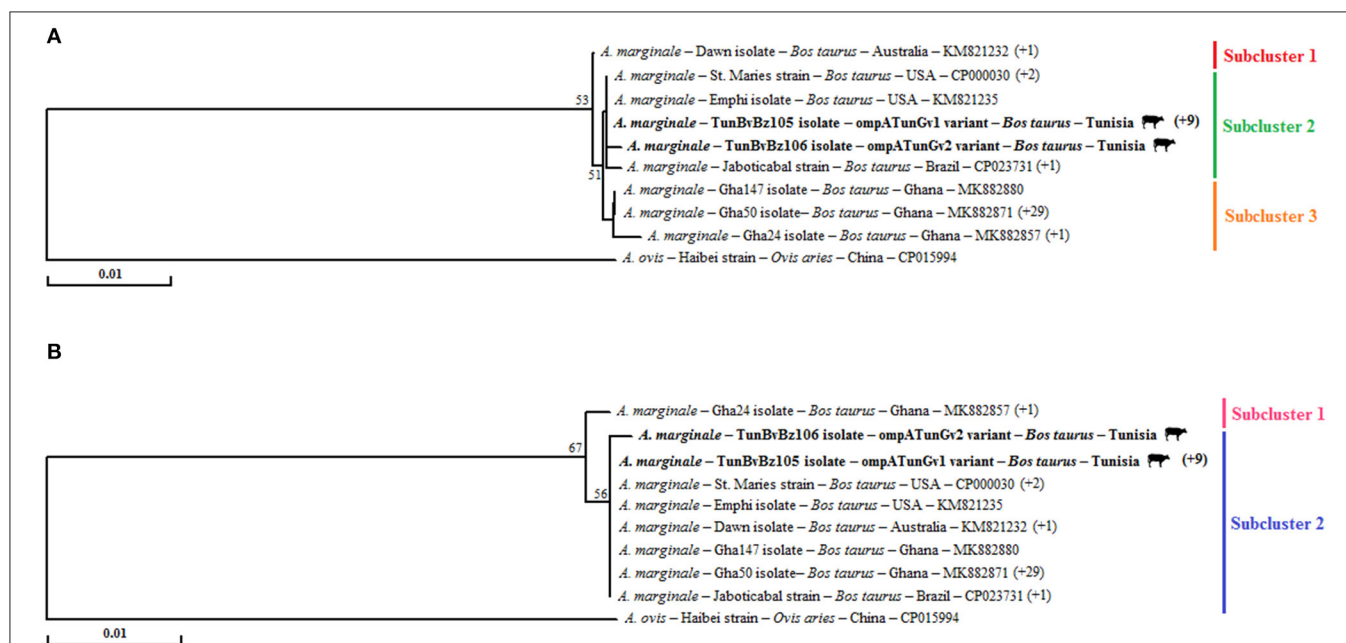 A
A. marginale – Dawn isolate – Bos taurus – Australia – KM821232 (+1)
Subcluster 1
A. marginale – St. Maries strain – Bos taurus – USA – CP000030 (+2)
53
A. marginale – Emphi isolate – Bos taurus – USA – KM821235
A. marginale – TunBvBz105 isolate – ompATunGv1 variant – Bos taurus – Tunisia (+9)
Subcluster 2
A. marginale – TunBvBz106 isolate – ompATunGv2 variant – Bos taurus – Tunisia
A. marginale – Jaboticabal strain – Bos taurus – Brazil – CP023731 (+1)
51
A. marginale – Gha147 isolate – Bos taurus – Ghana – MK882880
A. marginale – Gha50 isolate– Bos taurus – Ghana – MK882871 (+29)
Subcluster 3
A. marginale – Gha24 isolate – Bos taurus – Ghana – MK882857 (+1)
A. ovis – Haibei strain – Ovis aries – China – CP015994
0.01
B
A. marginale – Gha24 isolate – Bos taurus – Ghana – MK882857 (+1)
Subcluster 1
A. marginale – TunBvBz106 isolate – ompATunGv2 variant – Bos taurus – Tunisia
67
A. marginale – TunBvBz105 isolate – ompATunGv1 variant – Bos taurus – Tunisia (+9)
A. marginale – St. Maries strain – Bos taurus – USA – CP000030 (+2)
56
A. marginale – Emphi isolate – Bos taurus – USA – KM821235
A. marginale – Dawn isolate – Bos taurus – Australia – KM821232 (+1)
Subcluster 2
A. marginale – Gha147 isolate – Bos taurus – Ghana – MK882880
A. marginale – Gha50 isolate– Bos taurus – Ghana – MK882871 (+29)
A. marginale – Jaboticabal strain – Bos taurus – Brazil – CP023731 (+1)
A. ovis – Haibei strain – Ovis aries – China – CP015994
0.01